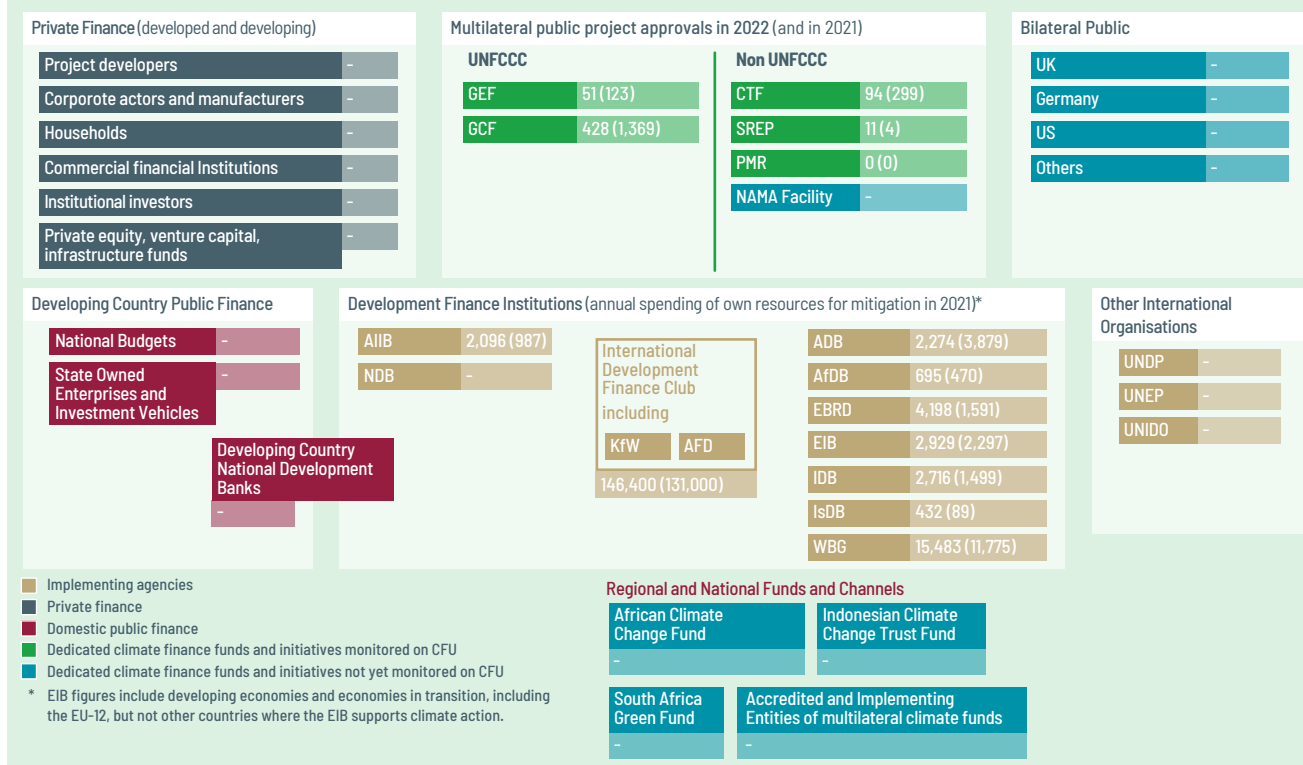 Private Finance (developed and developing)
Project developers -
Corporote actors and manufacturers -
Households -
Commercial financial Institutions -
Institutional investors -
Private equity, venture capital, -
infrastructure funds
Multilateral public project approvals in 2022 (and in 2021)
UNFCCC
GEF 51 (123)
GCF 428 (1,369)
Non UNFCCC
CTF 94 (299)
SREP 11 (4)
PMR 0 (0)
NAMA Facility -
Bilateral Public
UK -
Germany -
US -
Others -
Developing Country Public Finance
National Budgets -
State Owned -
Enterprises and
Investment Vehicles
Developing Country
National Development
Banks
-
Development Finance Institutions (annual spending of own resources for mitigation in 2021)*
AIIB 2,096 (987)
NDB -
International
Development
Finance Club
including
KfW AFD
146,400 (131,000)
ADB 2,274 (3,879)
AfDB 695 (470)
EBRD 4,198 (1,591)
EIB 2,929 (2,297)
IDB 2,716 (1,499)
IsDB 432 (89)
WBG 15,483 (11,775)
Other International
Organisations
UNDP -
UNEP -
UNIDO -
Implementing agencies
Private finance
Domestic public finance
Dedicated climate finance funds and initiatives monitored on CFU
Dedicated climate finance funds and initiatives not yet monitored on CFU
* EIB figures include developing economies and economies in transition, including
the EU-12, but not other countries where the EIB supports climate action.
Regional and National Funds and Channels
African Climate
Change Fund
-
Indonesian Climate
Change Trust Fund
-
South Africa
Green Fund
-
Accredited and Implementing
Entities of multilateral climate funds
-